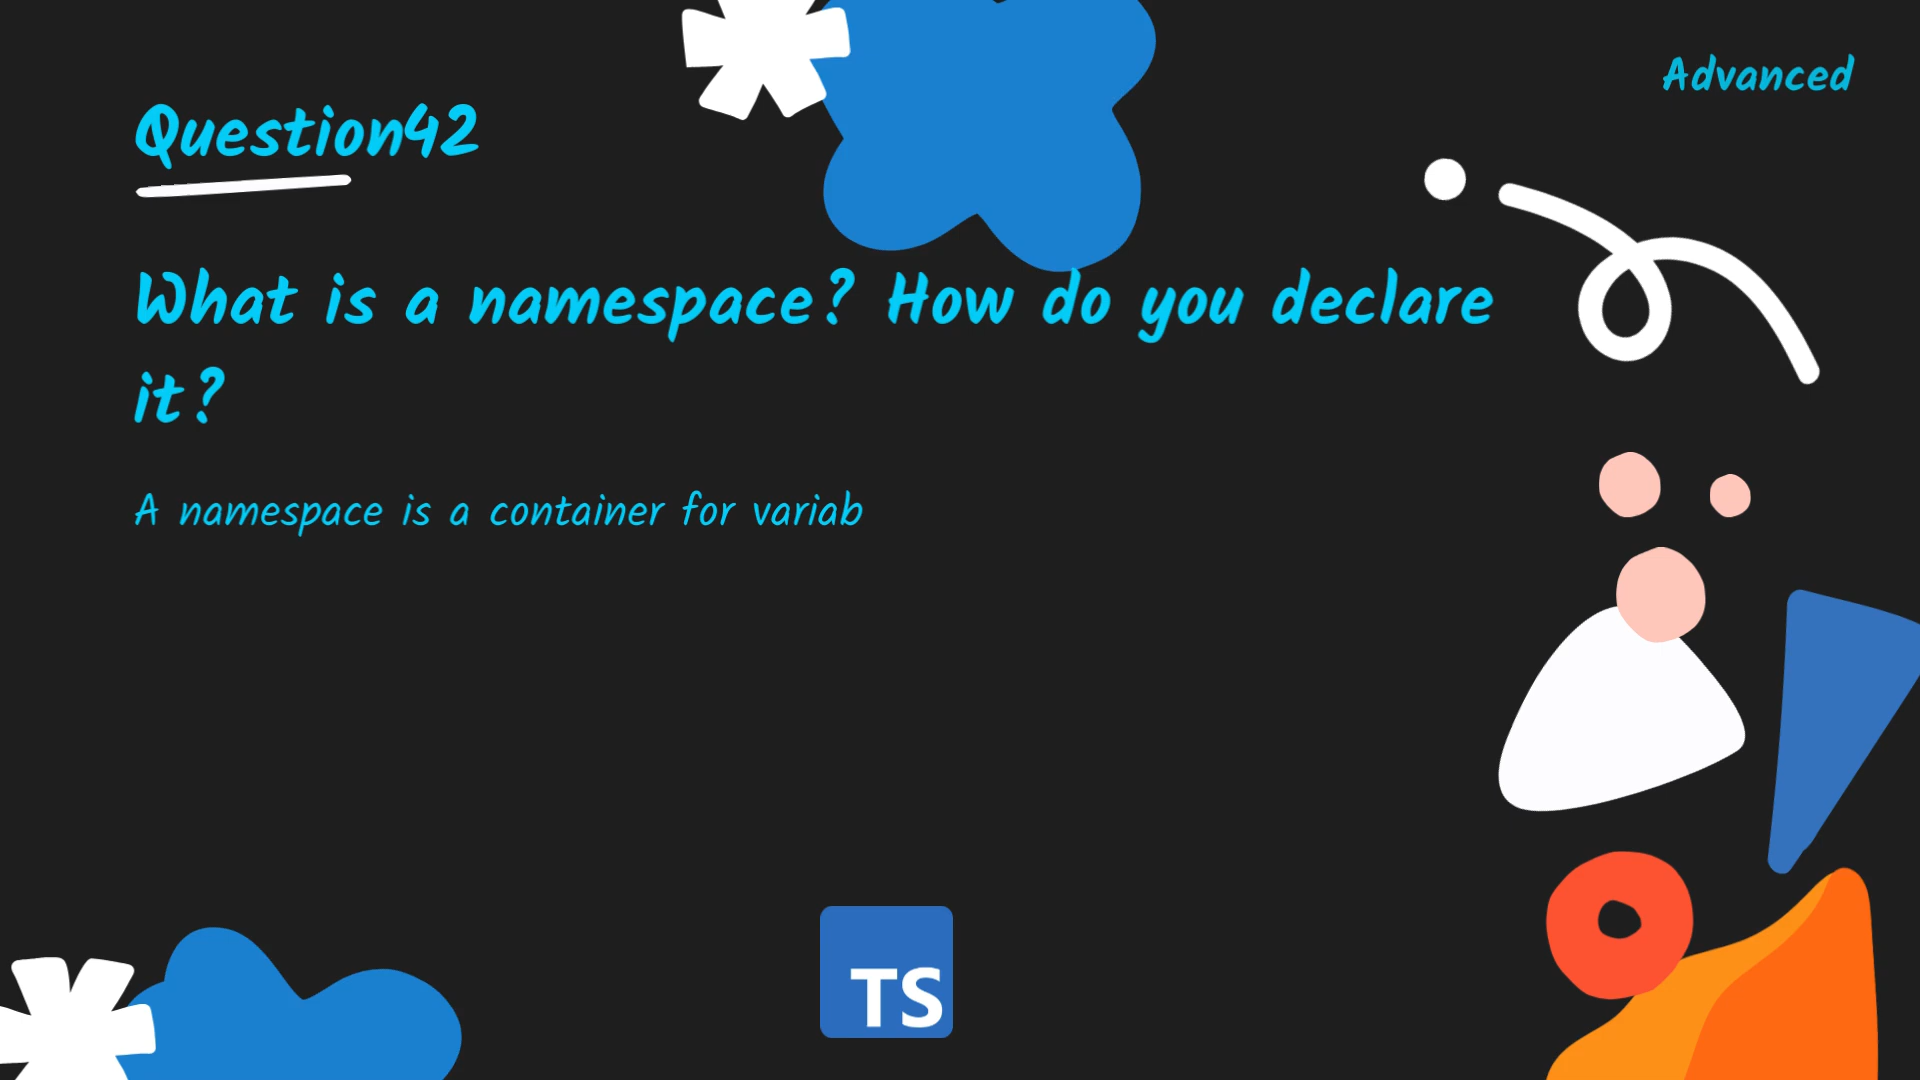 Advanced
Question42
What is a namespace? How do you declare
it?
A namespace is a container for variab
TS